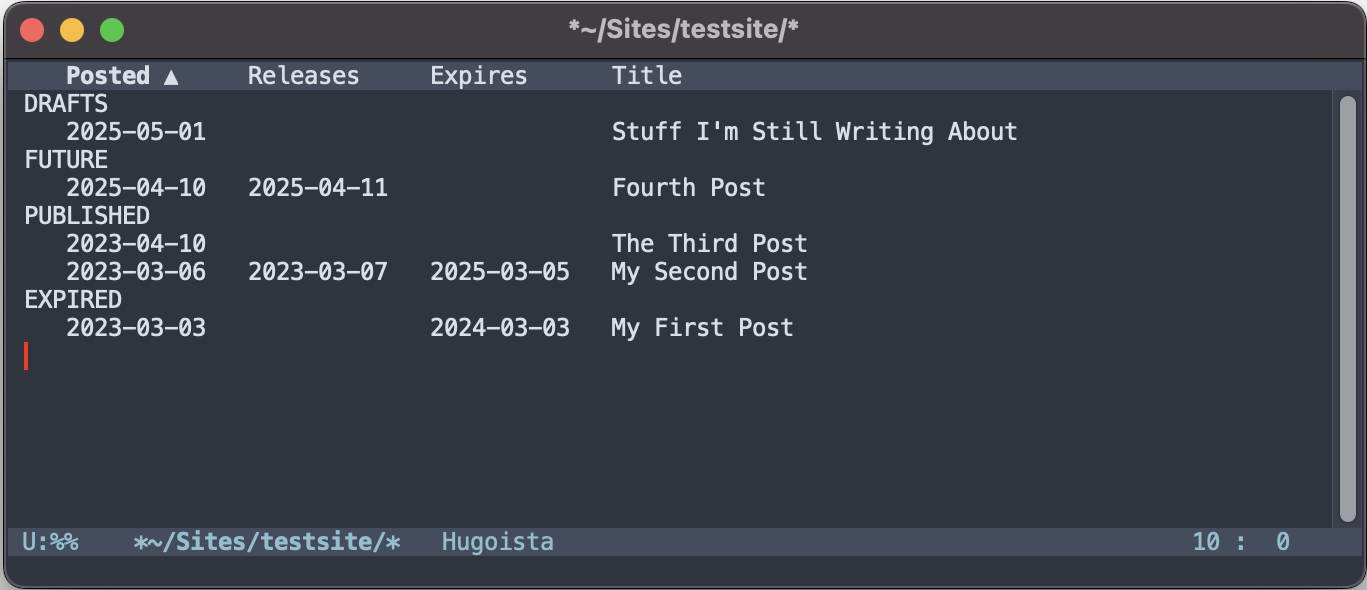 *~/Sites/testsite/*
Posted ▲ Releases Expires Title
DRAFTS
2025-05-01 Stuff I'm Still Writing About
FUTURE
2025-04-10 2025-04-11 Fourth Post
PUBLISHED
2023-04-10 The Third Post
2023-03-06 2023-03-07 2025-03-05 My Second Post
EXPIRED
2023-03-03 2024-03-03 My First Post
U:%% *~/Sites/testsite/* Hugoista 10 : 0